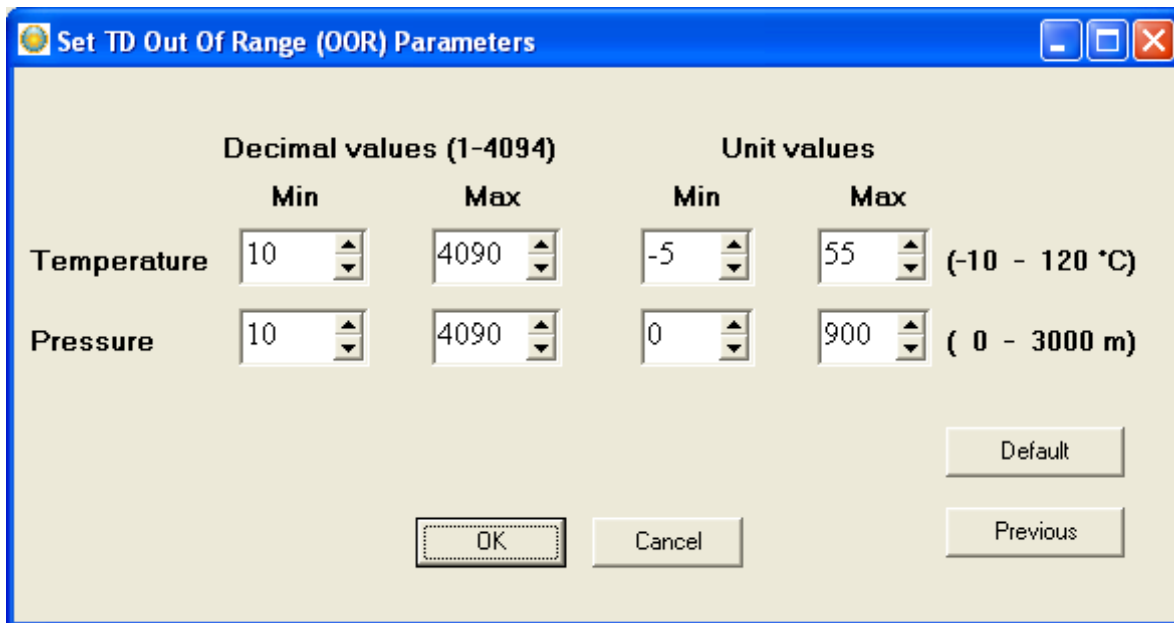 Set TD Out Of Range (OOR) Parameters
Decimal values (1-4094) Unit values
Min Max Min Max
Temperature 10 4090 -5 55 (-10 - 120 °C)
Pressure 10 4090 0 900 ( 0 - 3000 m)
Default
OK Cancel Previous